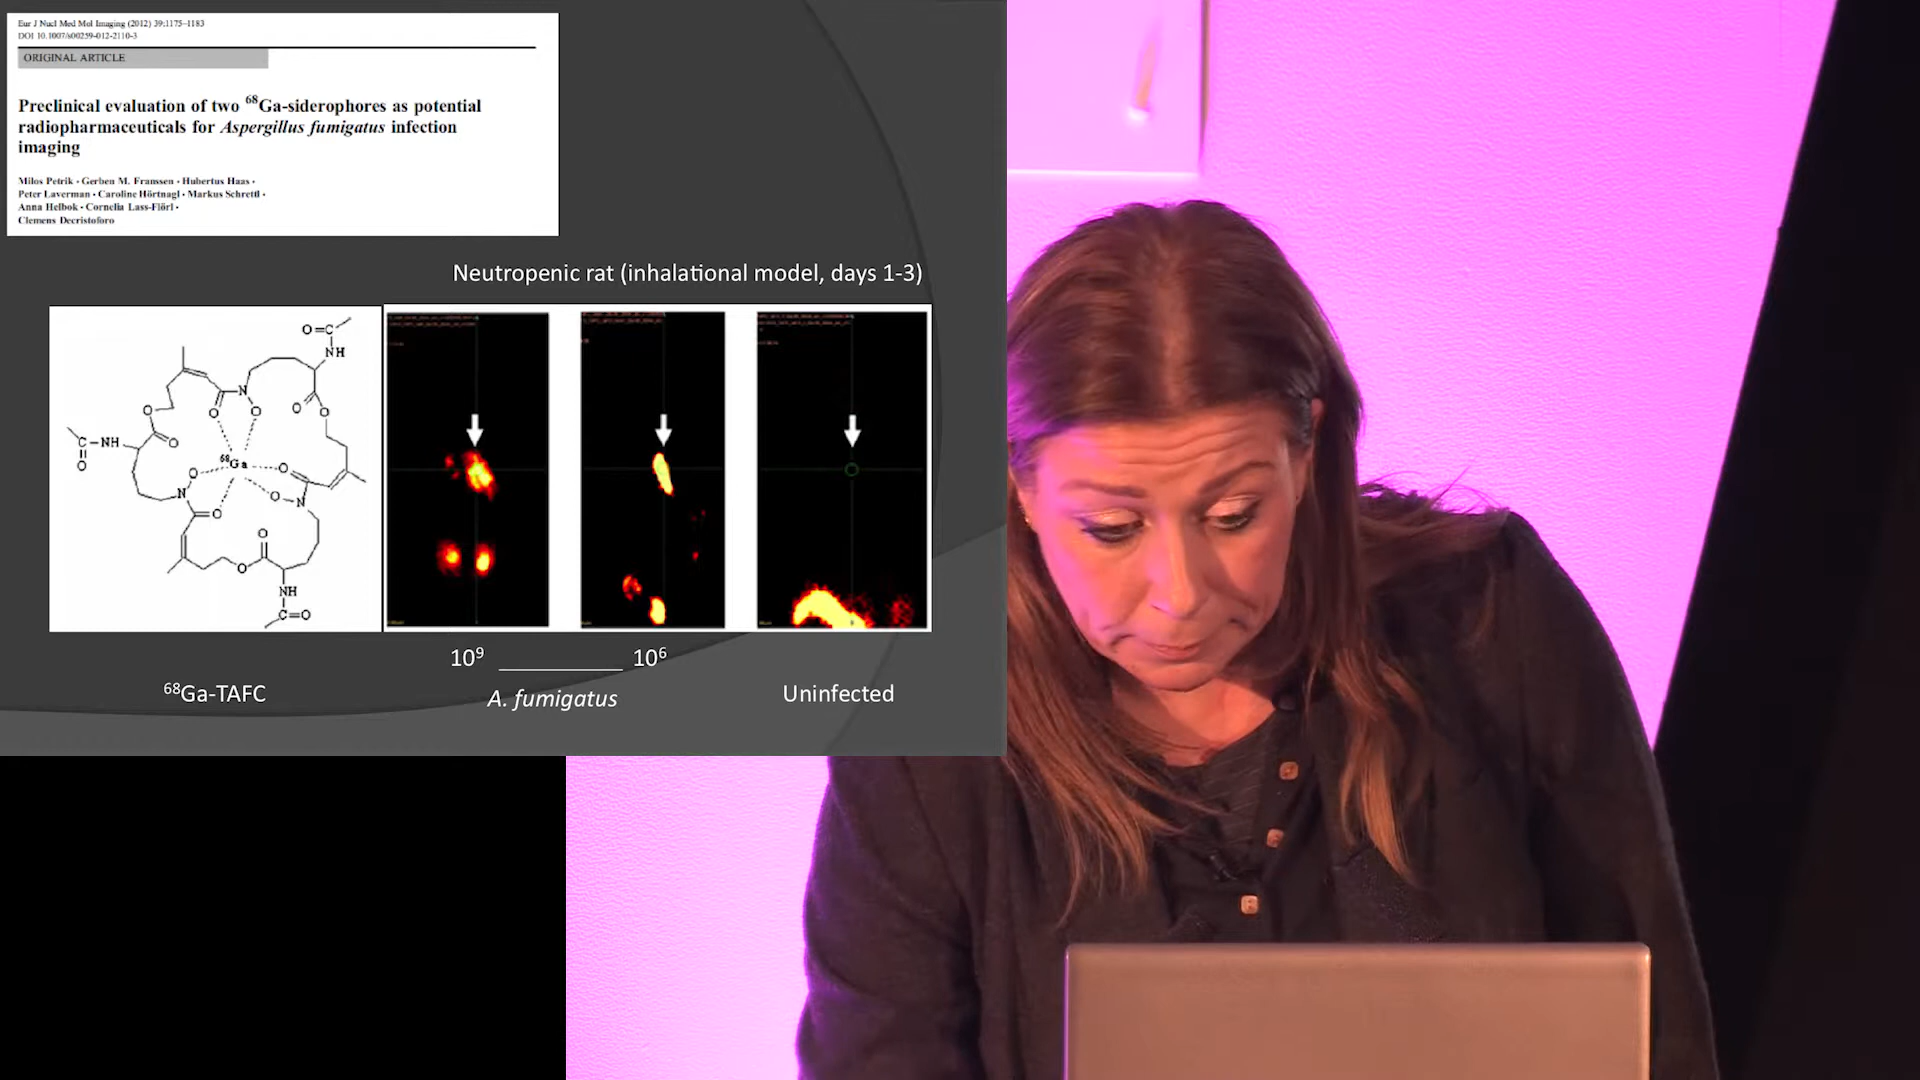 Eur J Nucl Med Mol Imaging (2012) 39:1175–1183
DOI 10.1007/s00259-012-2110-3
ORIGINAL ARTICLE
Preclinical evaluation of two ⁶⁸Ga-siderophores as potential
radiopharmaceuticals for Aspergillus fumigatus infection
imaging
Milos Petrik · Gerben M. Franssen · Hubertus Haas ·
Peter Laverman · Caroline Hörtnagl · Markus Schrettl ·
Anna Helbok · Cornelia Lass-Flörl ·
Clemens Decristoforo
Neutropenic rat (inhalational model, days 1-3)
O=C
NH
N
O
O
O
O
O
O
C–NH
O
⁶⁸Ga
O
O
N
O
O–N
O
O
NH
C=O
10⁹ 10⁶
⁶⁸Ga-TAFC
A. fumigatus
Uninfected